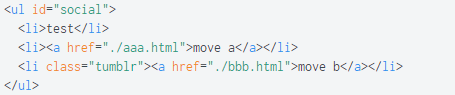 <ul id="social">
  <li>test</li>
  <li><a href="./aaa.html">move a</a></li>
  <li class="tumblr"><a href="./bbb.html">move b</a></li>
</ul>